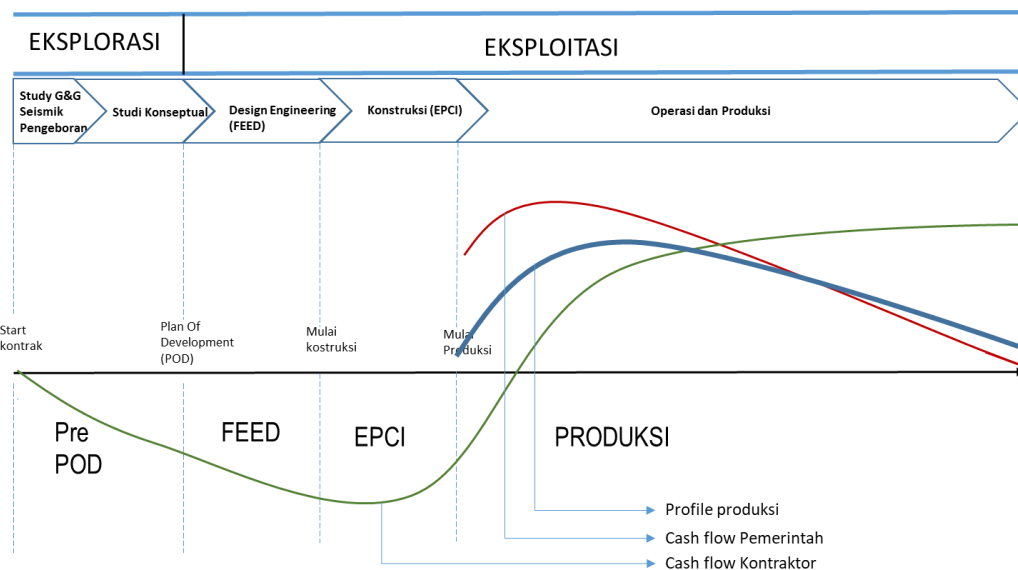 EKSPLORASI
EKSPLOITASI
Study G&G
Seismik
Pengeboran
Studi Konseptual
Design Engineering
(FEED)
Konstruksi (EPCI)
Operasi dan Produksi
Start
kontrak
Plan Of
Development
(POD)
Mulai
kostruksi
Mulai
Produksi
Pre
POD
FEED
EPCI
PRODUKSI
Profile produksi
Cash flow Pemerintah
Cash flow Kontraktor